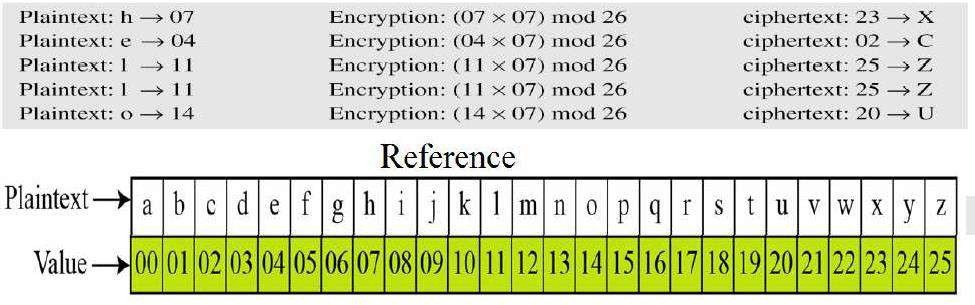 Plaintext: h → 07 Encryption: (07 × 07) mod 26 ciphertext: 23 → X
Plaintext: e → 04 Encryption: (04 × 07) mod 26 ciphertext: 02 → C
Plaintext: l → 11 Encryption: (11 × 07) mod 26 ciphertext: 25 → Z
Plaintext: l → 11 Encryption: (11 × 07) mod 26 ciphertext: 25 → Z
Plaintext: o → 14 Encryption: (14 × 07) mod 26 ciphertext: 20 → U
Reference
Plaintext → a b c d e f g h i j k l m n o p q r s t u v w x y z
Value → 00 01 02 03 04 05 06 07 08 09 10 11 12 13 14 15 16 17 18 19 20 21 22 23 24 25